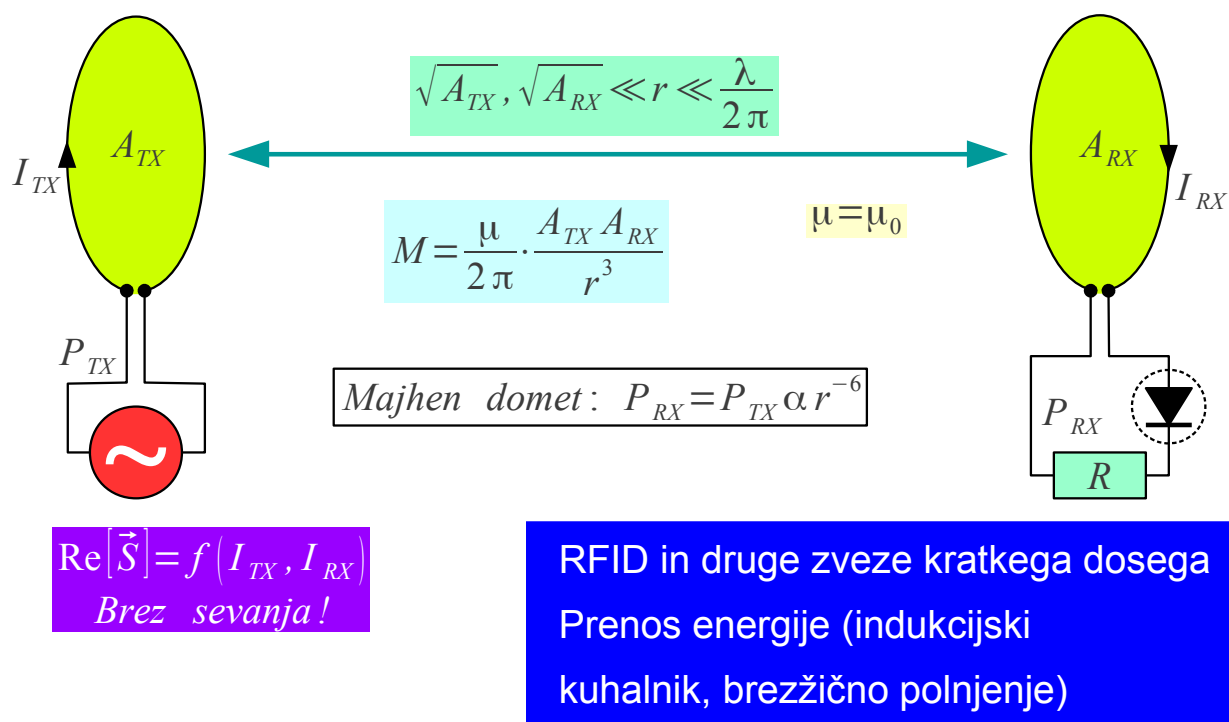 √A_TX, √A_RX ≪ r ≪ λ/2π
A_TX
A_RX
I_TX
I_RX
M = μ/2π · A_TX A_RX/r³
μ=μ₀
P_TX
Majhen domet: P_RX = P_TX α r⁻⁶
P_RX
~
R
Re[S⃗] = f(I_TX, I_RX)
Brez sevanja!
RFID in druge zveze kratkega dosega
Prenos energije (indukcijski
kuhalnik, brezžično polnjenje)